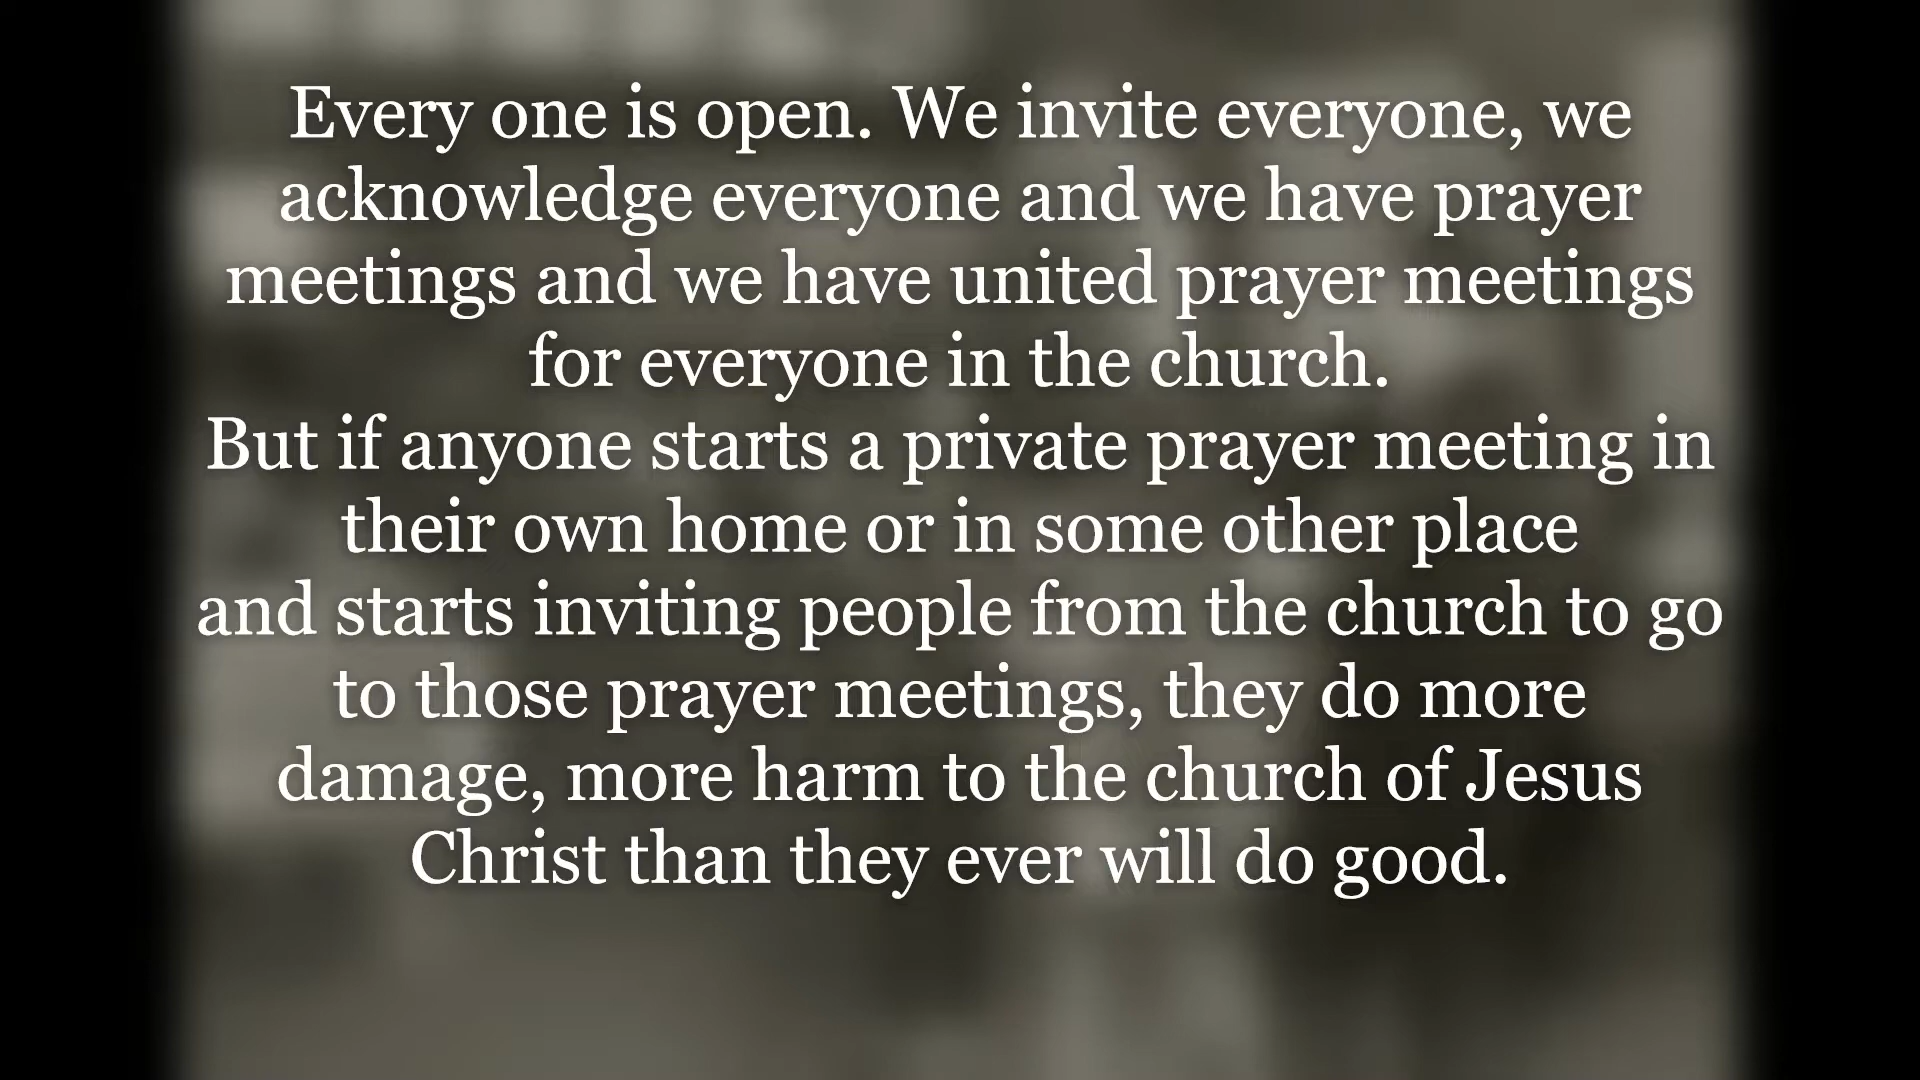 Every one is open. We invite everyone, we
acknowledge everyone and we have prayer
meetings and we have united prayer meetings
for everyone in the church.
But if anyone starts a private prayer meeting in
their own home or in some other place
and starts inviting people from the church to go
to those prayer meetings, they do more
damage, more harm to the church of Jesus
Christ than they ever will do good.